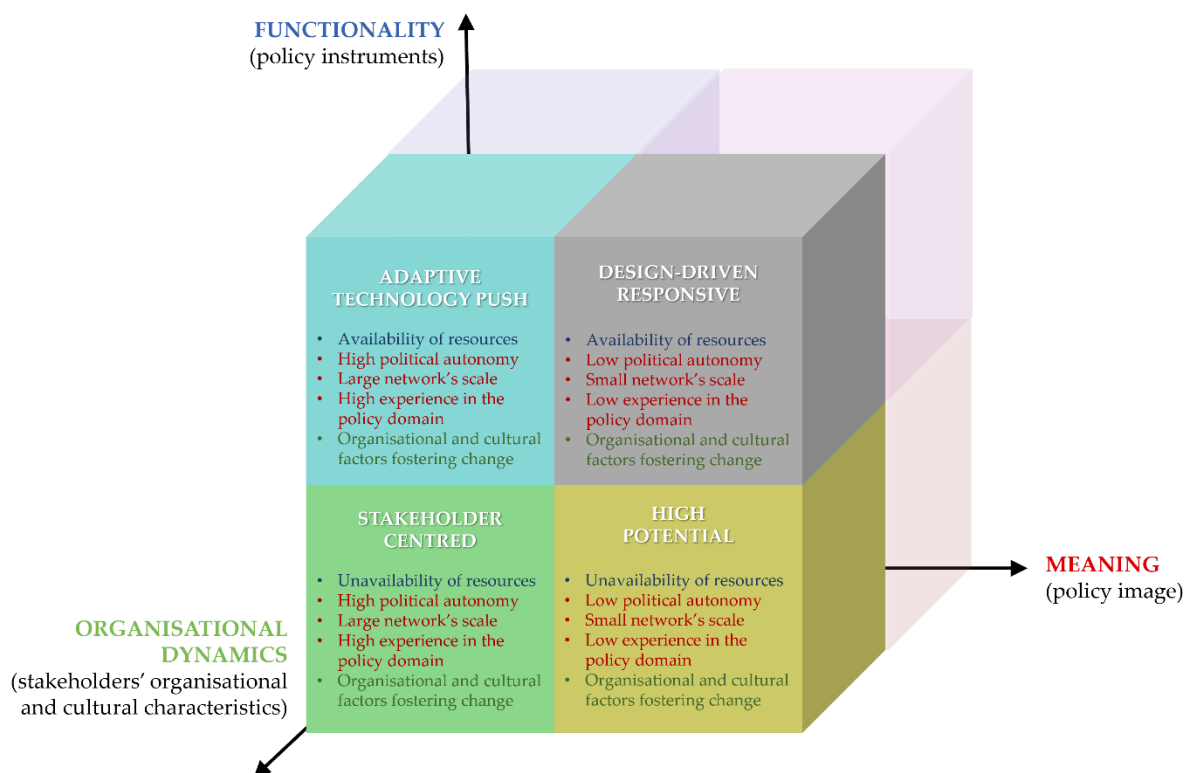 FUNCTIONALITY
(policy instruments)
ADAPTIVE
TECHNOLOGY PUSH
• Availability of resources
• High political autonomy
• Large network's scale
• High experience in the
policy domain
• Organisational and cultural
factors fostering change
DESIGN-DRIVEN
RESPONSIVE
• Availability of resources
• Low political autonomy
• Small network's scale
• Low experience in the
policy domain
• Organisational and cultural
factors fostering change
STAKEHOLDER
CENTRED
• Unavailability of resources
• High political autonomy
• Large network's scale
• High experience in the
policy domain
• Organisational and cultural
factors fostering change
HIGH
POTENTIAL
• Unavailability of resources
• Low political autonomy
• Small network's scale
• Low experience in the
policy domain
• Organisational and cultural
factors fostering change
MEANING
(policy image)
ORGANISATIONAL
DYNAMICS
(stakeholders' organisational
and cultural characteristics)